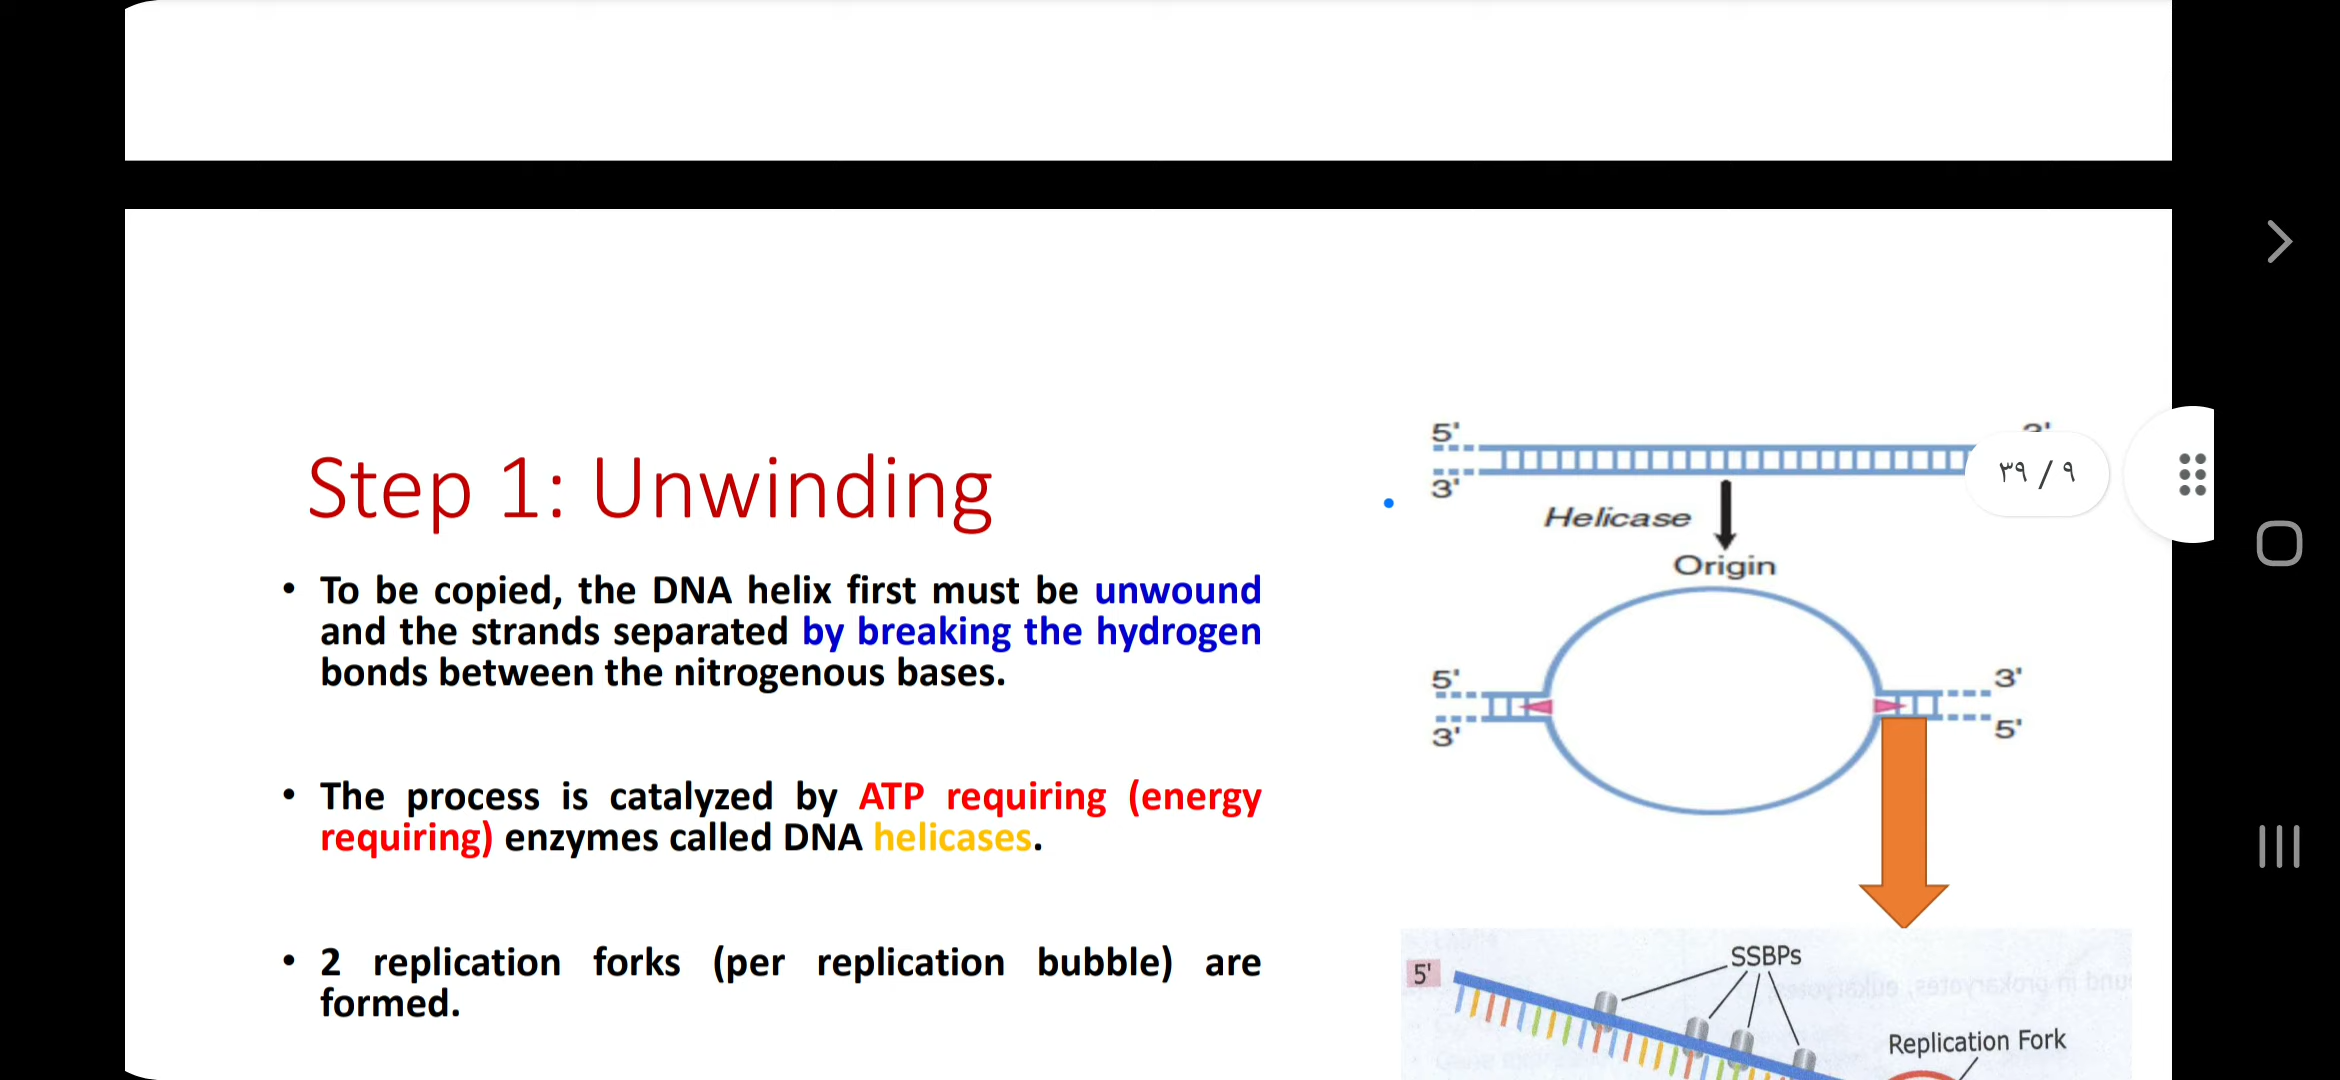 Step 1: Unwinding
• To be copied, the DNA helix first must be unwound
and the strands separated by breaking the hydrogen
bonds between the nitrogenous bases.
• The process is catalyzed by ATP requiring (energy
requiring) enzymes called DNA helicases.
• 2 replication forks (per replication bubble) are
formed.
5'
3'
٣٩ / ٩
Helicase
Origin
5'
3'
3'
5'
SSBPs
5'
Replication Fork